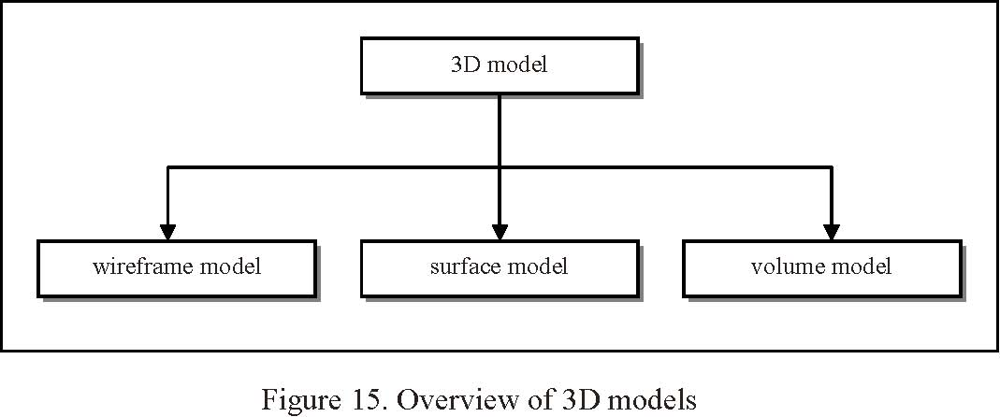 3D model
wireframe model
surface model
volume model
Figure 15. Overview of 3D models